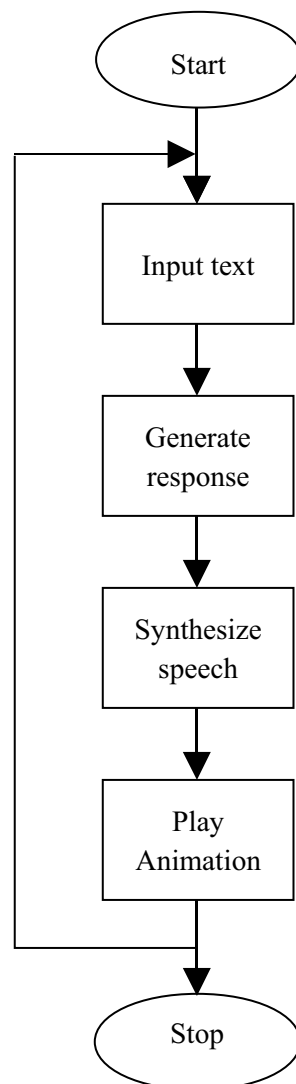 Start
Input text
Generate
response
Synthesize
speech
Play
Animation
Stop